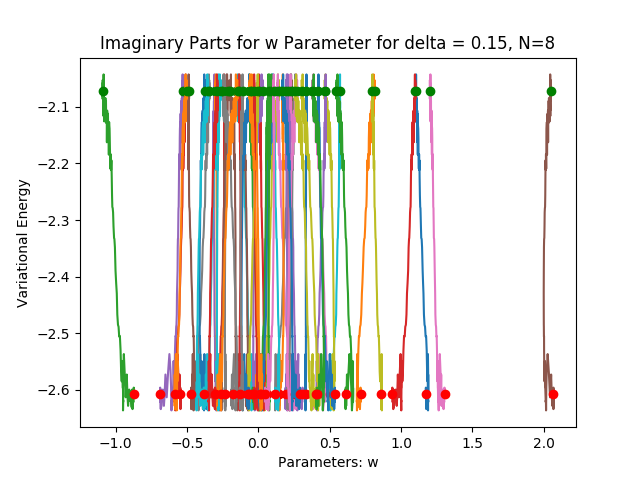 Imaginary Parts for w Parameter for delta = 0.15, N=8
−2.1
−2.2
−2.3
−2.4
−2.5
−2.6
Variational Energy
−1.0 −0.5 0.0 0.5 1.0 1.5 2.0
Parameters: w